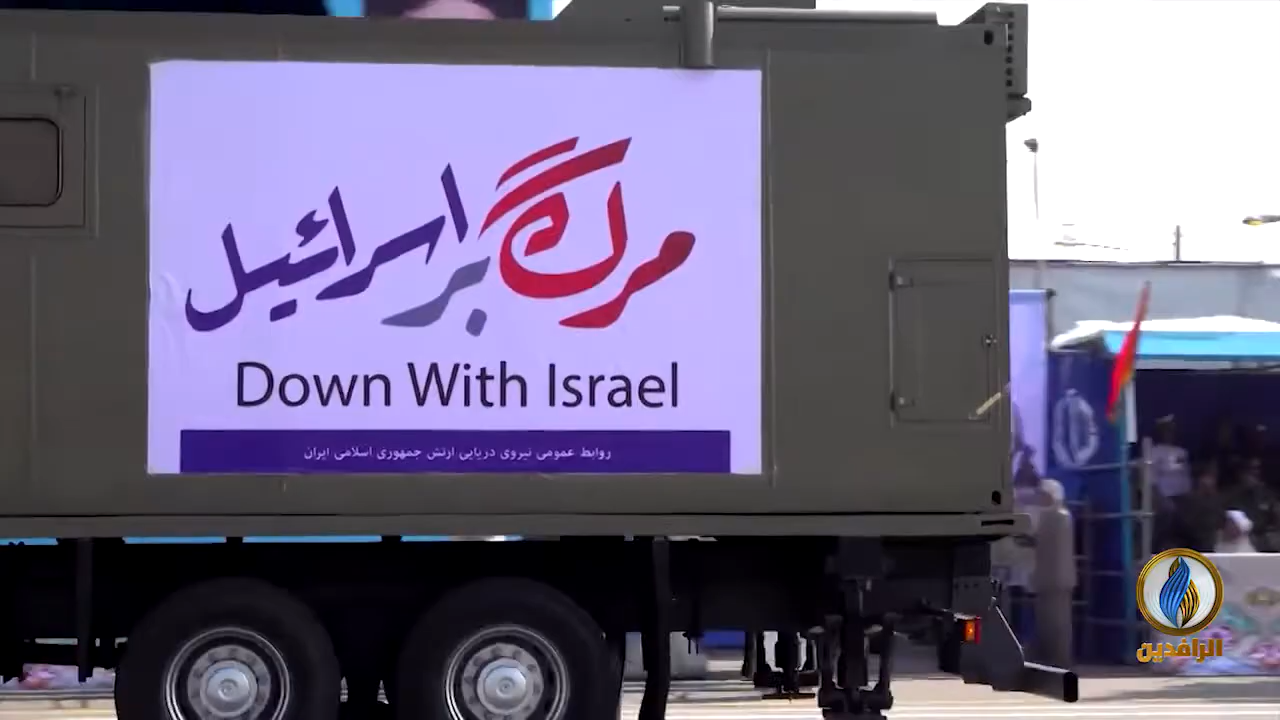 مرگ بر اسرائیل
Down With Israel
روابط عمومی نیروی دریایی ارتش جمهوری اسلامی ایران
الرافدين